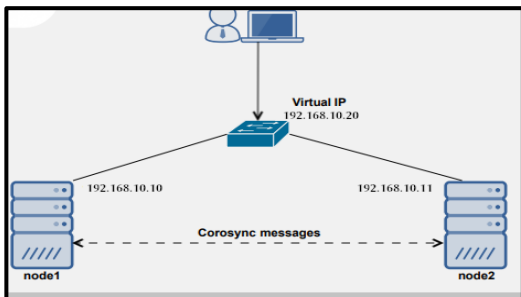 Virtual IP
192.168.10.20
192.168.10.10
192.168.10.11
Corosync messages
node1
node2